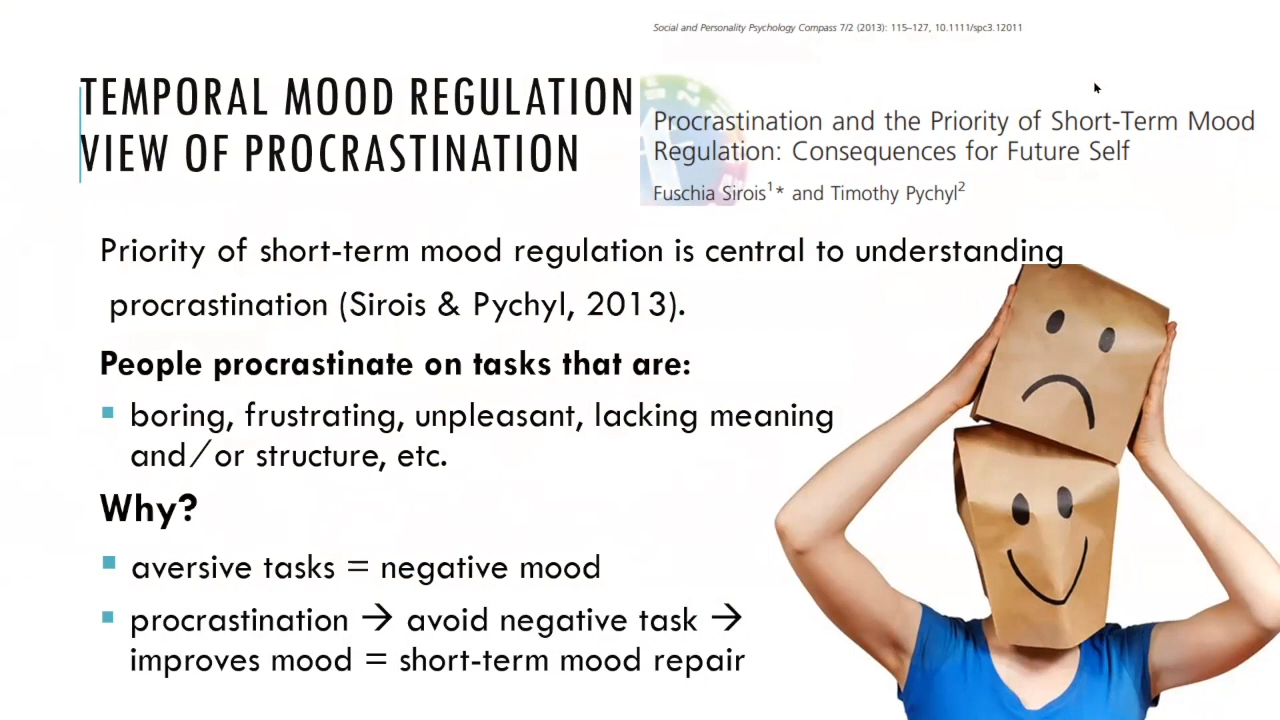 Social and Personality Psychology Compass 7/2 (2013): 115–127, 10.1111/spc3.12011
TEMPORAL MOOD REGULATION
VIEW OF PROCRASTINATION
Procrastination and the Priority of Short-Term Mood
Regulation: Consequences for Future Self
Fuschia Sirois¹* and Timothy Pychyl²
Priority of short-term mood regulation is central to understanding
procrastination (Sirois & Pychyl, 2013).
People procrastinate on tasks that are:
▪ boring, frustrating, unpleasant, lacking meaning
and/or structure, etc.
Why?
▪ aversive tasks = negative mood
▪ procrastination → avoid negative task →
improves mood = short-term mood repair